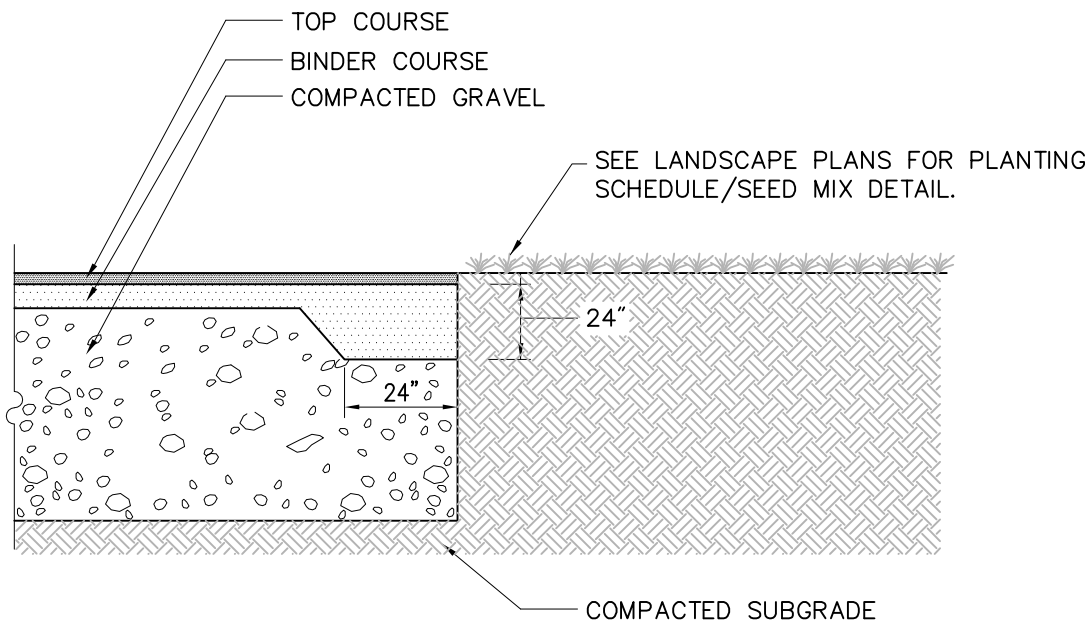 TOP COURSE
BINDER COURSE
COMPACTED GRAVEL
SEE LANDSCAPE PLANS FOR PLANTING
SCHEDULE/SEED MIX DETAIL.
24"
24"
COMPACTED SUBGRADE